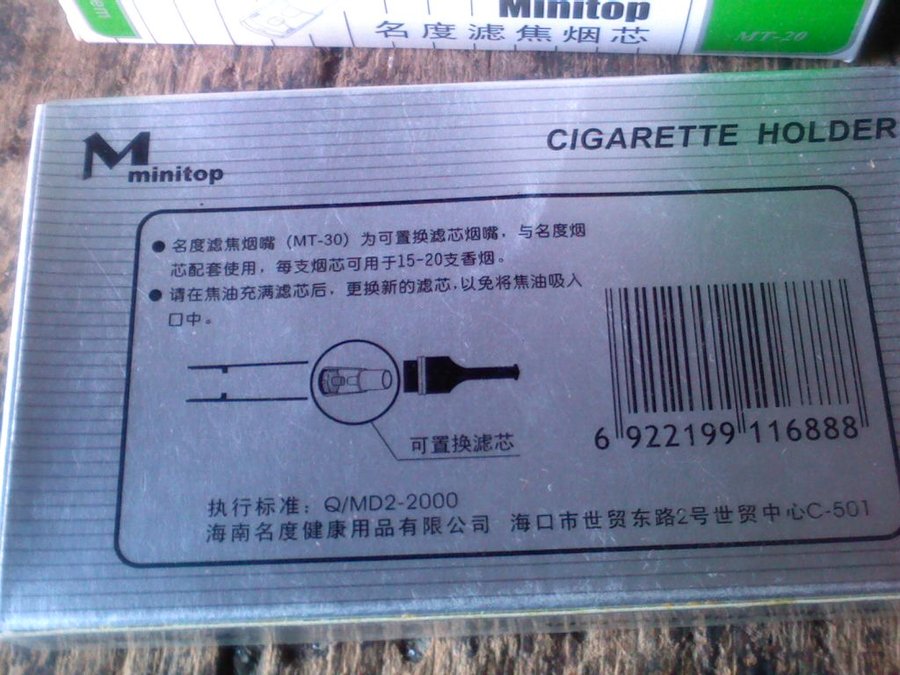 Minitop
名度滤焦烟芯
MT-20
M
minitop
CIGARETTE HOLDER
● 名度滤焦烟嘴（MT-30）为可置换滤芯烟嘴，与名度烟
芯配套使用，每支烟芯可用于15-20支香烟。
● 请在焦油充满滤芯后，更换新的滤芯，以免将焦油吸入
口中。
可置换滤芯
6 922199 116888
执行标准：Q/MD2-2000
海南名度健康用品有限公司 海口市世贸东路2号世贸中心C-501